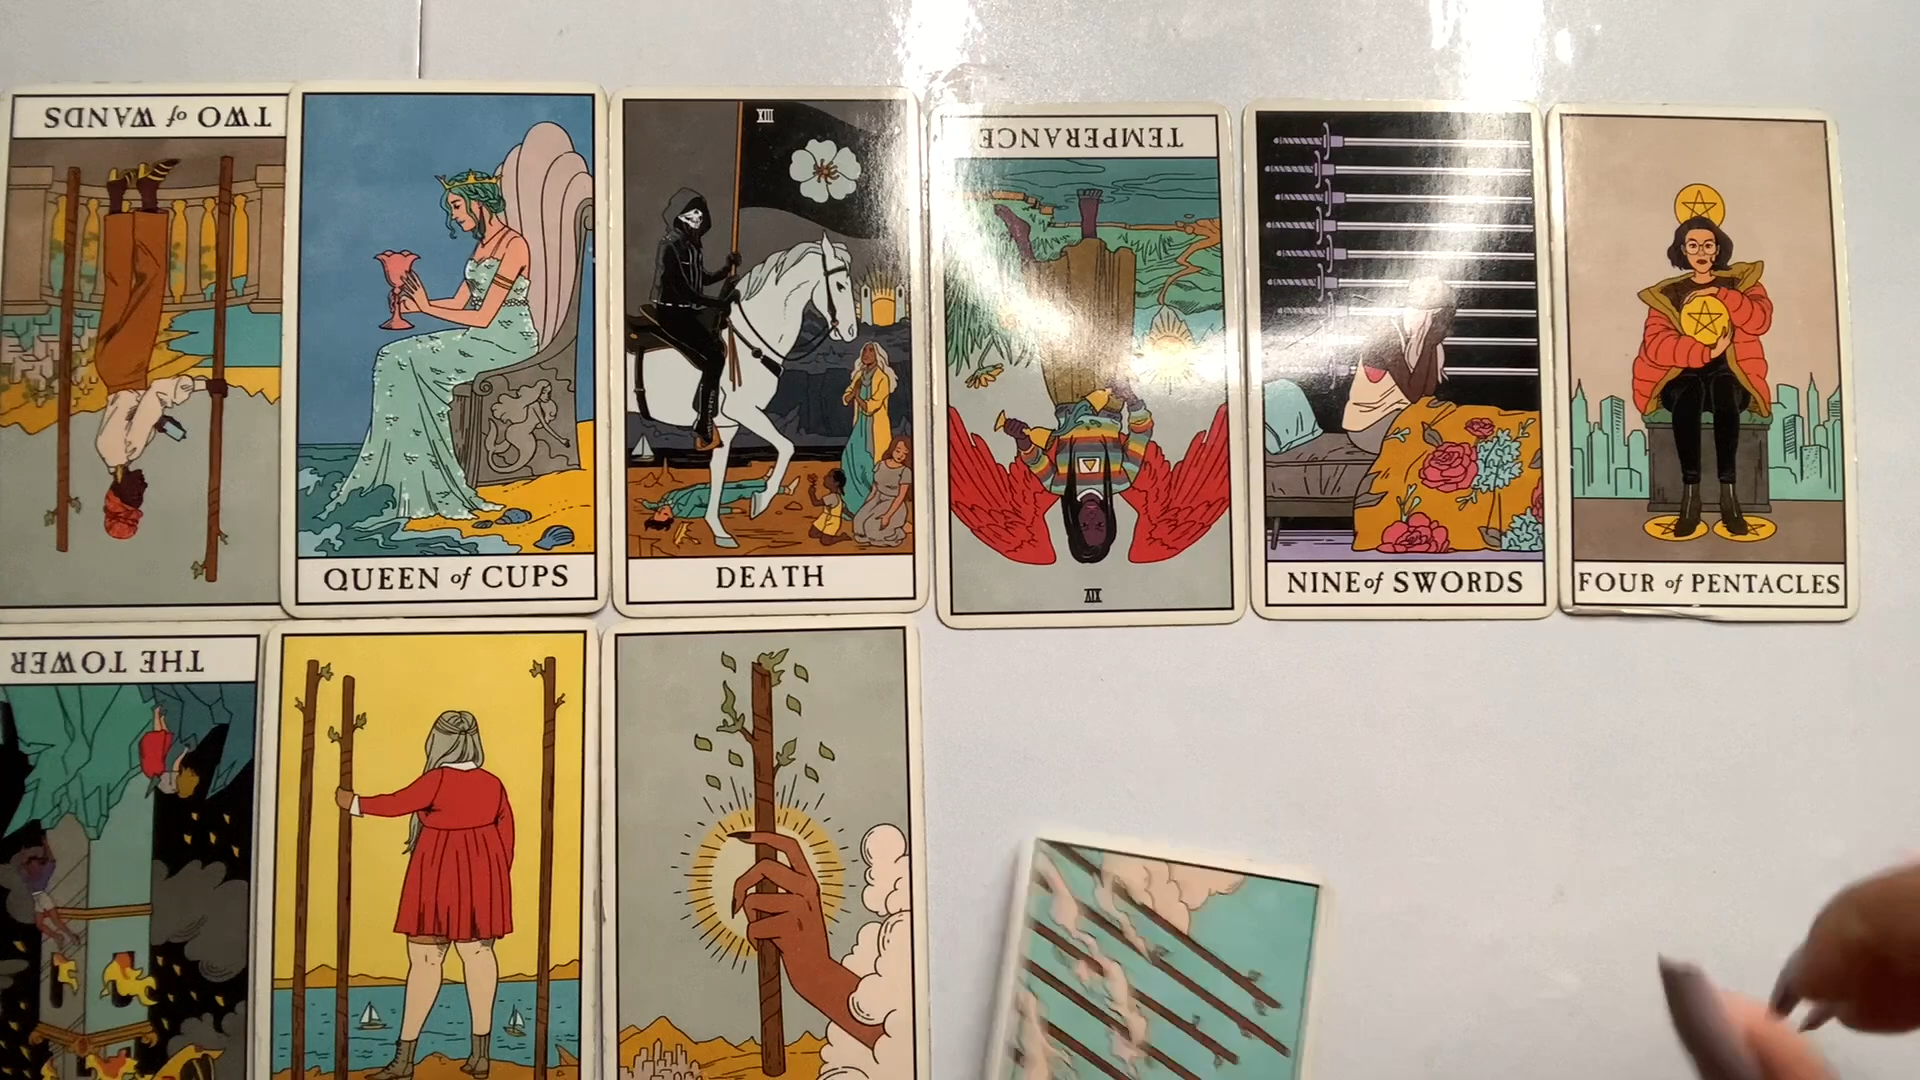 TWO of WANDS
QUEEN of CUPS
XIII
DEATH
TEMPERANCE
XIV
NINE of SWORDS
FOUR of PENTACLES
THE TOWER